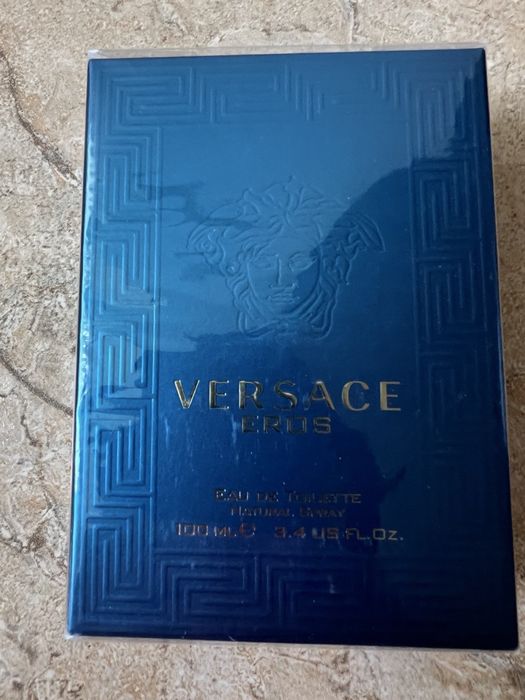 VERSACE
EROS
EAU DE TOILETTE
NATURAL SPRAY
100 ML℮ 3.4 US FL.OZ.